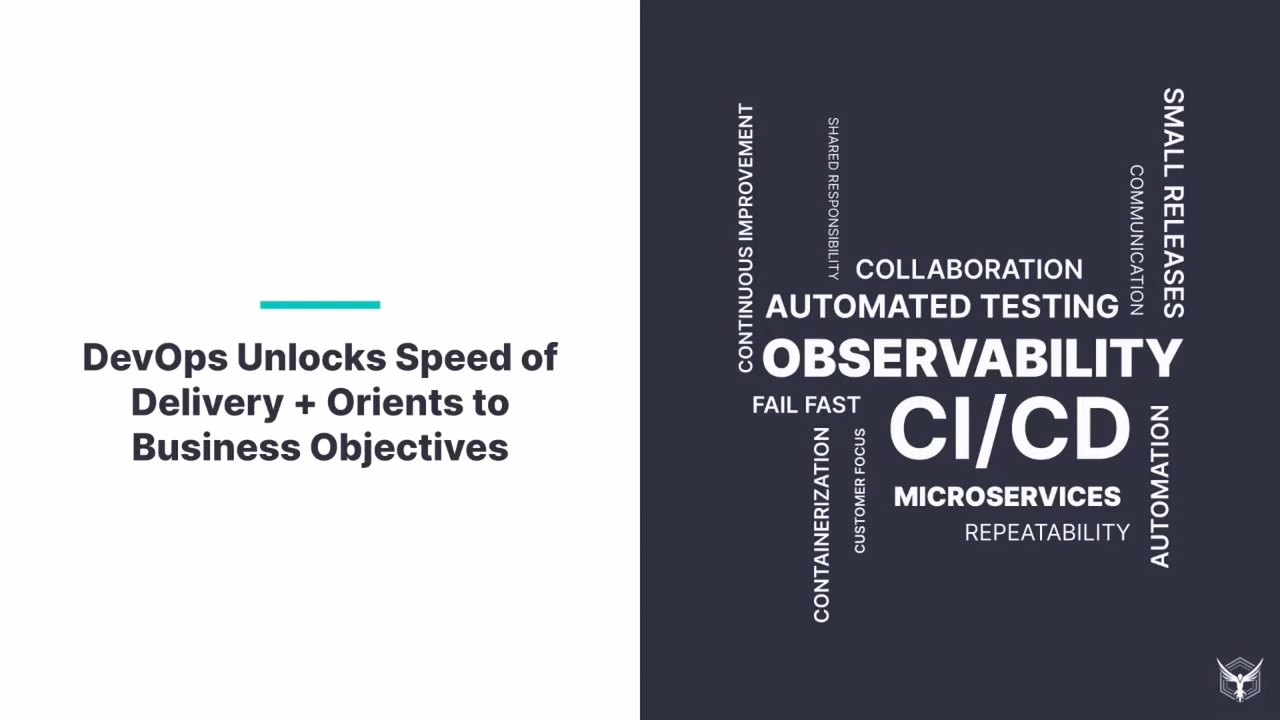 DevOps Unlocks Speed of
Delivery + Orients to
Business Objectives
CONTINUOUS IMPROVEMENT
SHARED RESPONSIBILITY
COMMUNICATION
SMALL RELEASES
COLLABORATION
AUTOMATED TESTING
OBSERVABILITY
FAIL FAST
CI/CD
CONTAINERIZATION
CUSTOMER FOCUS
MICROSERVICES
REPEATABILITY
AUTOMATION